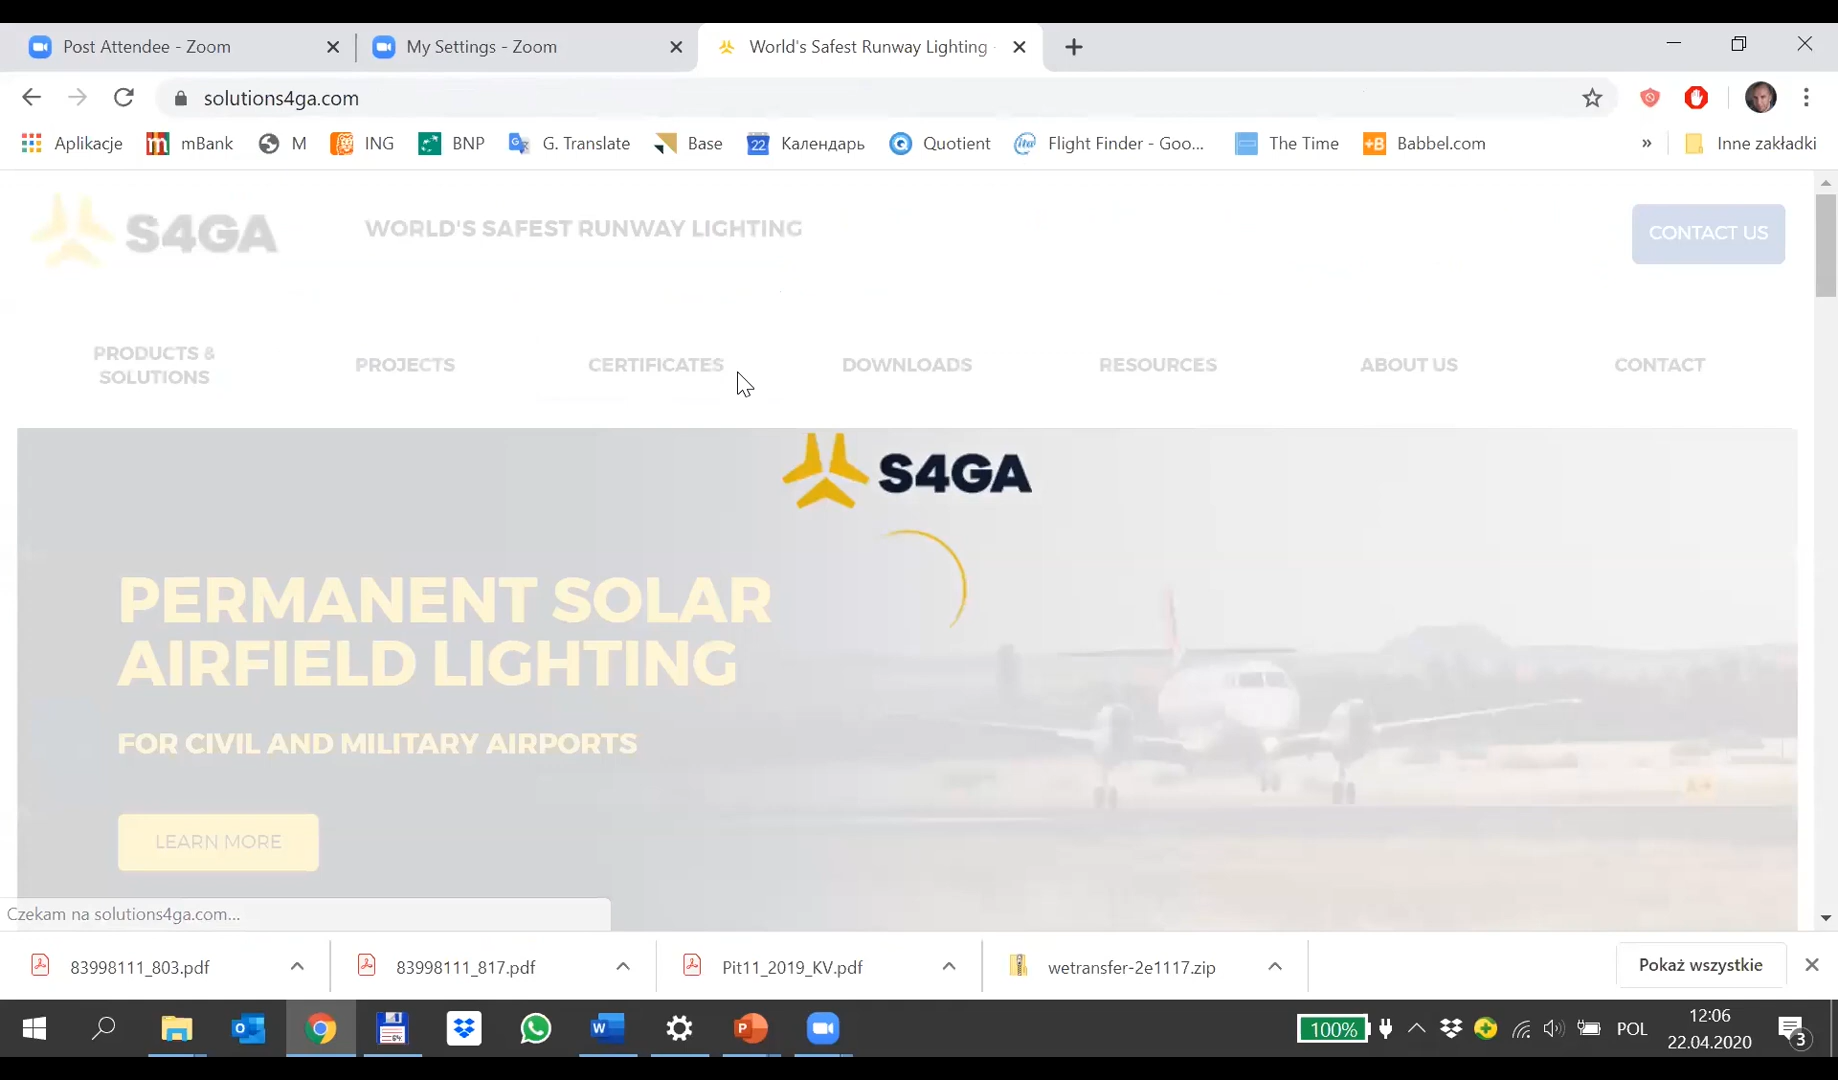 Post Attendee - Zoom
My Settings - Zoom
World's Safest Runway Lighting -
solutions4ga.com
Aplikacje
mBank
M
ING
BNP
G. Translate
Base
22
Календарь
Quotient
ita
Flight Finder - Goo...
The Time
+B
Babbel.com
»
Inne zakładki
S4GA
WORLD'S SAFEST RUNWAY LIGHTING
CONTACT US
PRODUCTS &
SOLUTIONS
PROJECTS
CERTIFICATES
DOWNLOADS
RESOURCES
ABOUT US
CONTACT
S4GA
PERMANENT SOLAR
AIRFIELD LIGHTING
FOR CIVIL AND MILITARY AIRPORTS
LEARN MORE
Czekam na solutions4ga.com...
83998111_803.pdf
83998111_817.pdf
Pit11_2019_KV.pdf
wetransfer-2e1117.zip
Pokaż wszystkie
64
100%
POL
12:06
22.04.2020
3